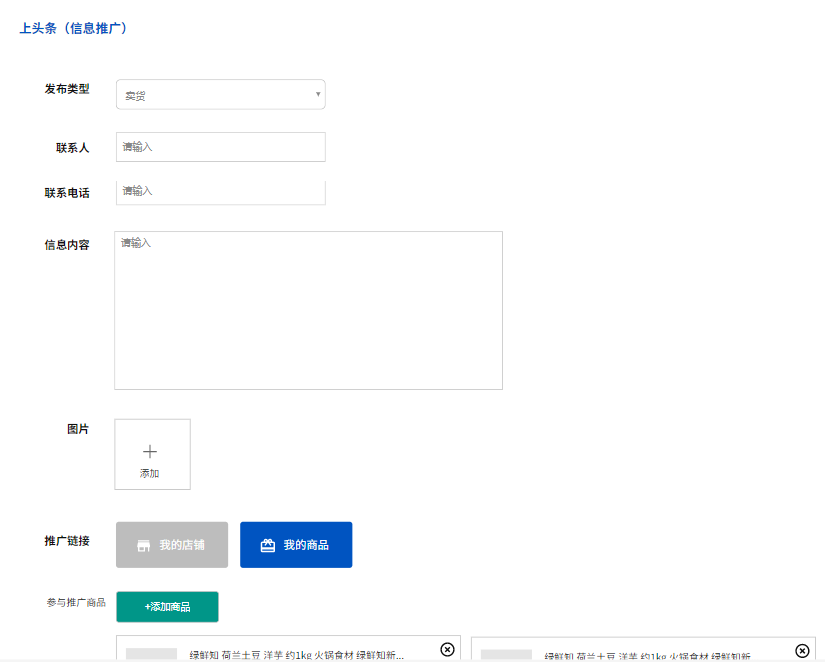 上头条（信息推广）
发布类型
卖货
联系人
请输入
联系电话
请输入
信息内容
请输入
图片
添加
推广链接
我的店铺
我的商品
参与推广商品
+添加商品
绿鲜知 荷兰土豆 洋芋 约1kg 火锅食材 绿鲜知新...
绿鲜知 荷兰土豆 洋芋 约1kg 火锅食材 绿鲜知新...